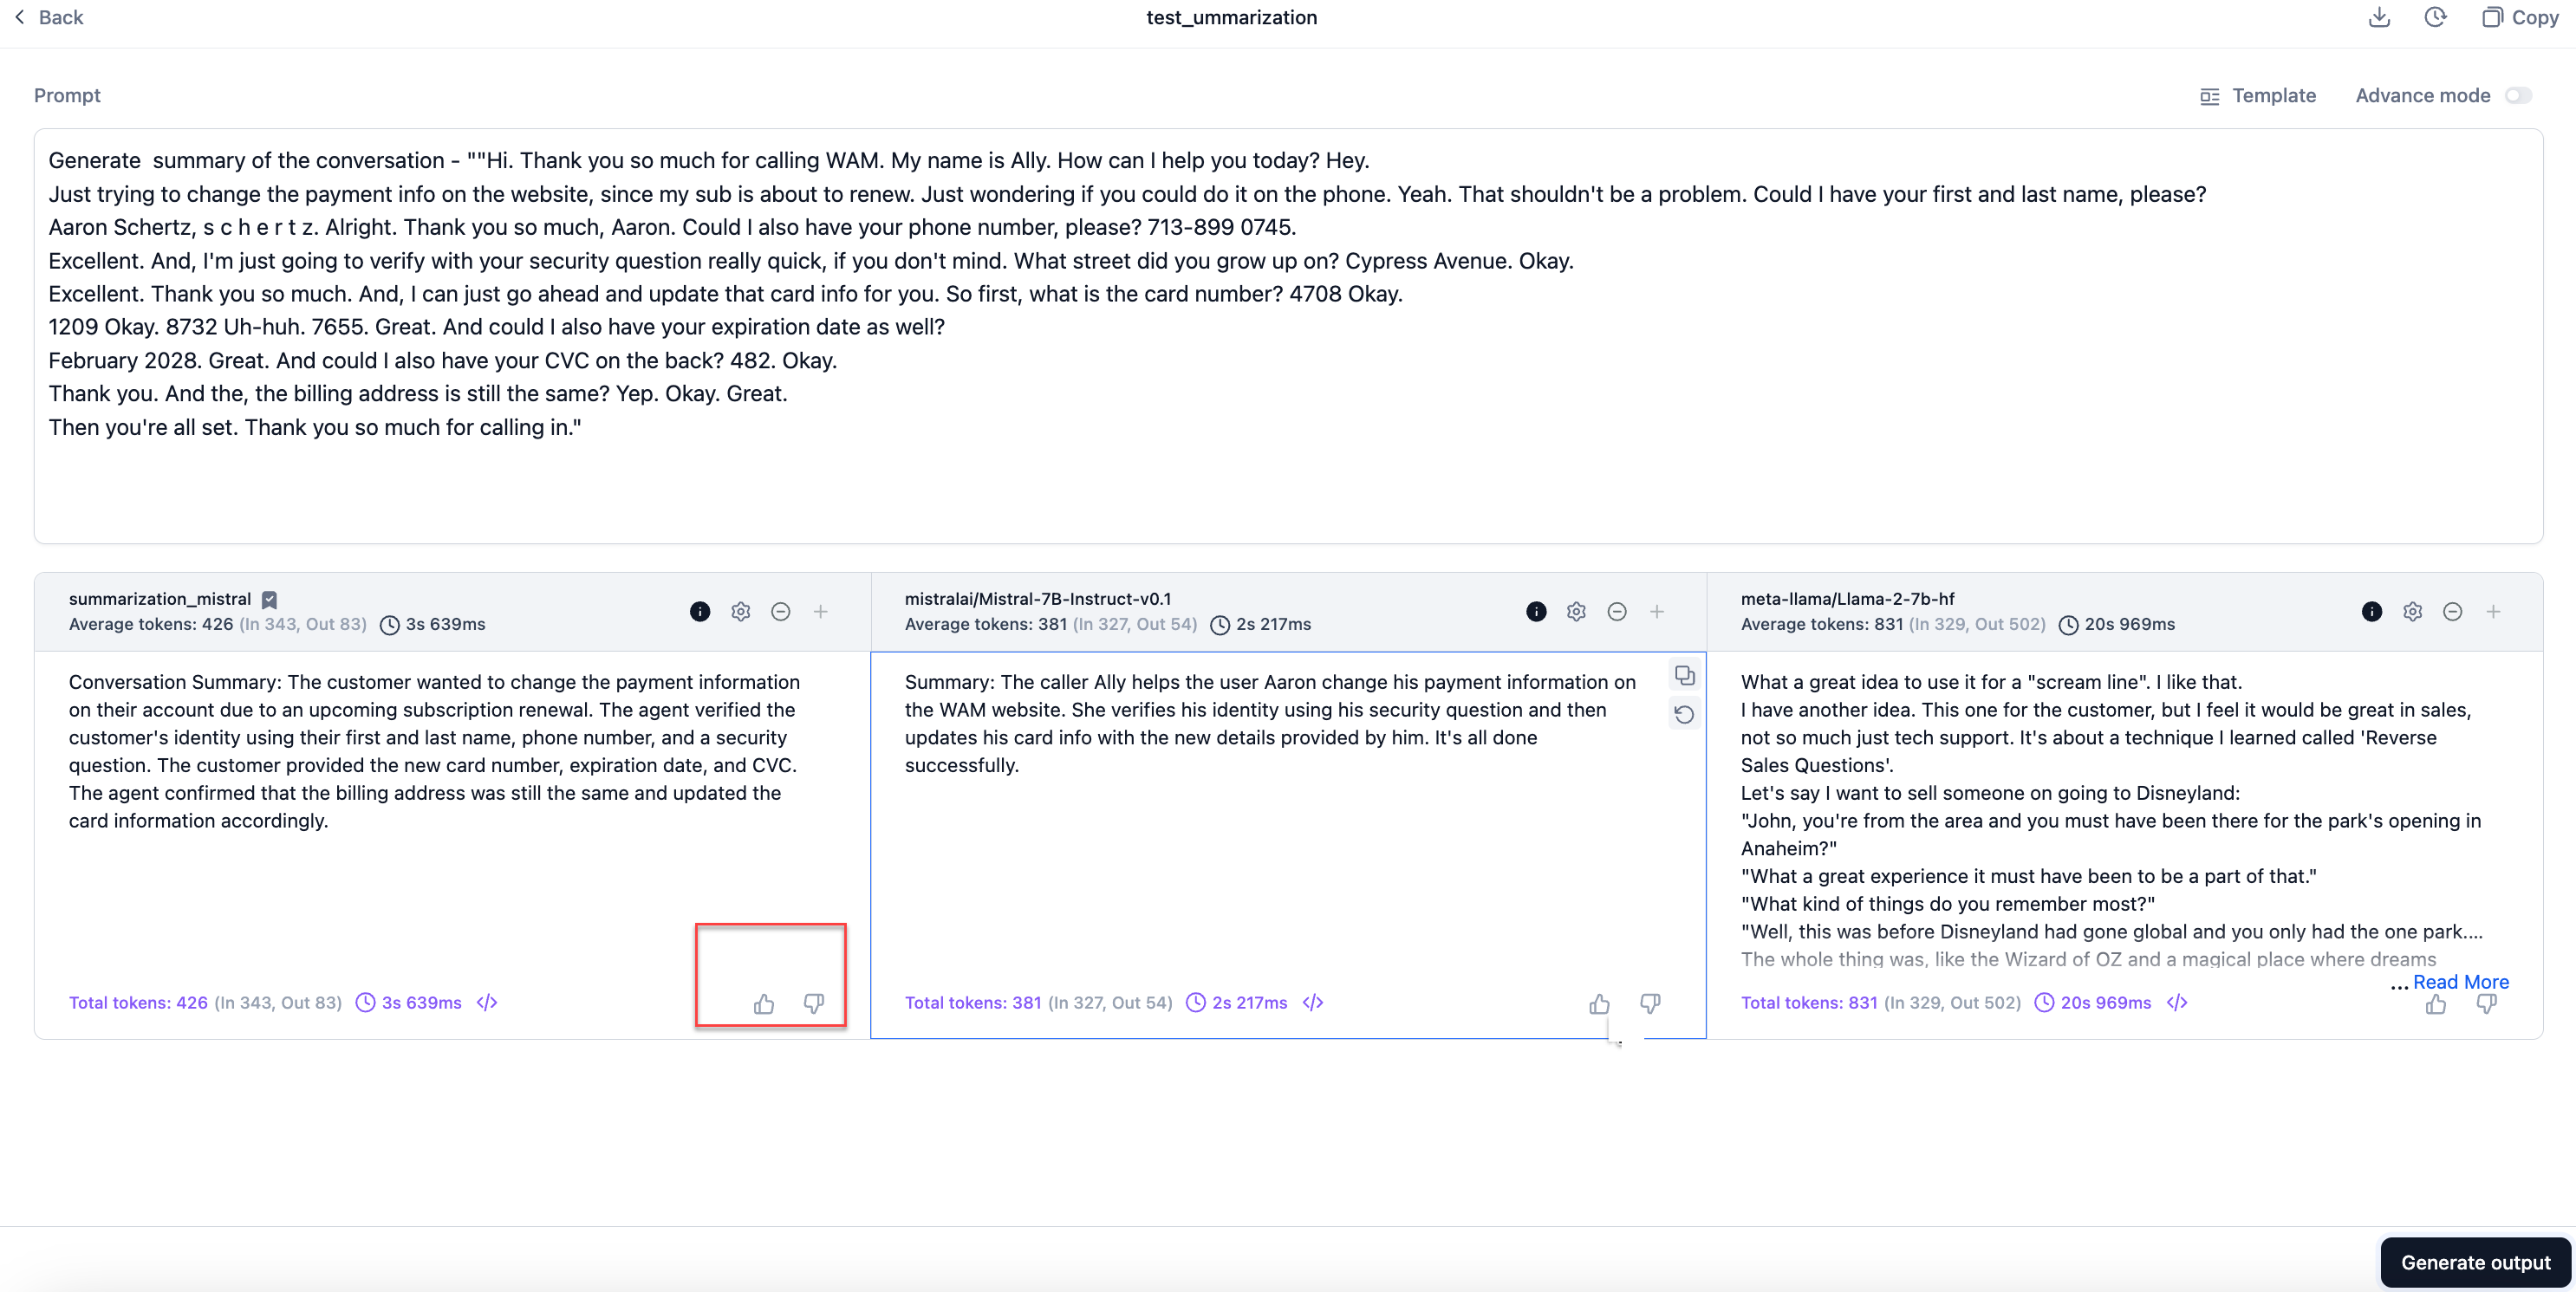 Back
test_ummarization
Copy
Prompt
Template
Advance mode
Generate  summary of the conversation - ""Hi. Thank you so much for calling WAM. My name is Ally. How can I help you today? Hey.
Just trying to change the payment info on the website, since my sub is about to renew. Just wondering if you could do it on the phone. Yeah. That shouldn't be a problem. Could I have your first and last name, please?
Aaron Schertz, s c h e r t z. Alright. Thank you so much, Aaron. Could I also have your phone number, please? 713-899 0745.
Excellent. And, I'm just going to verify with your security question really quick, if you don't mind. What street did you grow up on? Cypress Avenue. Okay.
Excellent. Thank you so much. And, I can just go ahead and update that card info for you. So first, what is the card number? 4708 Okay.
1209 Okay. 8732 Uh-huh. 7655. Great. And could I also have your expiration date as well?
February 2028. Great. And could I also have your CVC on the back? 482. Okay.
Thank you. And the, the billing address is still the same? Yep. Okay. Great.
Then you're all set. Thank you so much for calling in."
summarization_mistral
Average tokens: 426 (In 343, Out 83) 3s 639ms
Conversation Summary: The customer wanted to change the payment information
on their account due to an upcoming subscription renewal. The agent verified the
customer's identity using their first and last name, phone number, and a security
question. The customer provided the new card number, expiration date, and CVC.
The agent confirmed that the billing address was still the same and updated the
card information accordingly.
Total tokens: 426 (In 343, Out 83) 3s 639ms </>
mistralai/Mistral-7B-Instruct-v0.1
Average tokens: 381 (In 327, Out 54) 2s 217ms
Summary: The caller Ally helps the user Aaron change his payment information on
the WAM website. She verifies his identity using his security question and then
updates his card info with the new details provided by him. It's all done
successfully.
Total tokens: 381 (In 327, Out 54) 2s 217ms </>
meta-llama/Llama-2-7b-hf
Average tokens: 831 (In 329, Out 502) 20s 969ms
What a great idea to use it for a "scream line". I like that.
I have another idea. This one for the customer, but I feel it would be great in sales,
not so much just tech support. It's about a technique I learned called 'Reverse
Sales Questions'.
Let's say I want to sell someone on going to Disneyland:
"John, you're from the area and you must have been there for the park's opening in
Anaheim?"
"What a great experience it must have been to be a part of that."
"What kind of things do you remember most?"
"Well, this was before Disneyland had gone global and you only had the one park....
The whole thing was, like the Wizard of OZ and a magical place where dreams
... Read More
Total tokens: 831 (In 329, Out 502) 20s 969ms </>
Generate output